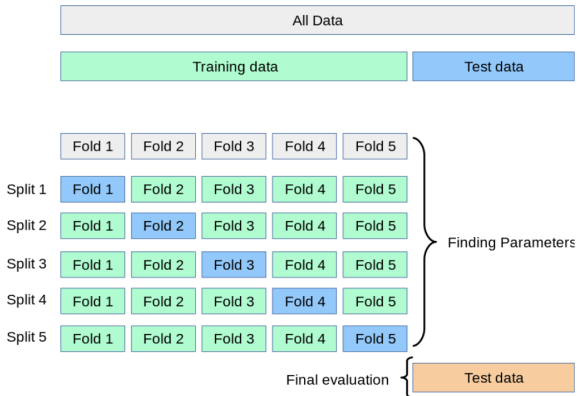 All Data
Training data Test data
Fold 1 Fold 2 Fold 3 Fold 4 Fold 5
Split 1 Fold 1 Fold 2 Fold 3 Fold 4 Fold 5
Split 2 Fold 1 Fold 2 Fold 3 Fold 4 Fold 5
Finding Parameters
Split 3 Fold 1 Fold 2 Fold 3 Fold 4 Fold 5
Split 4 Fold 1 Fold 2 Fold 3 Fold 4 Fold 5
Split 5 Fold 1 Fold 2 Fold 3 Fold 4 Fold 5
Final evaluation Test data